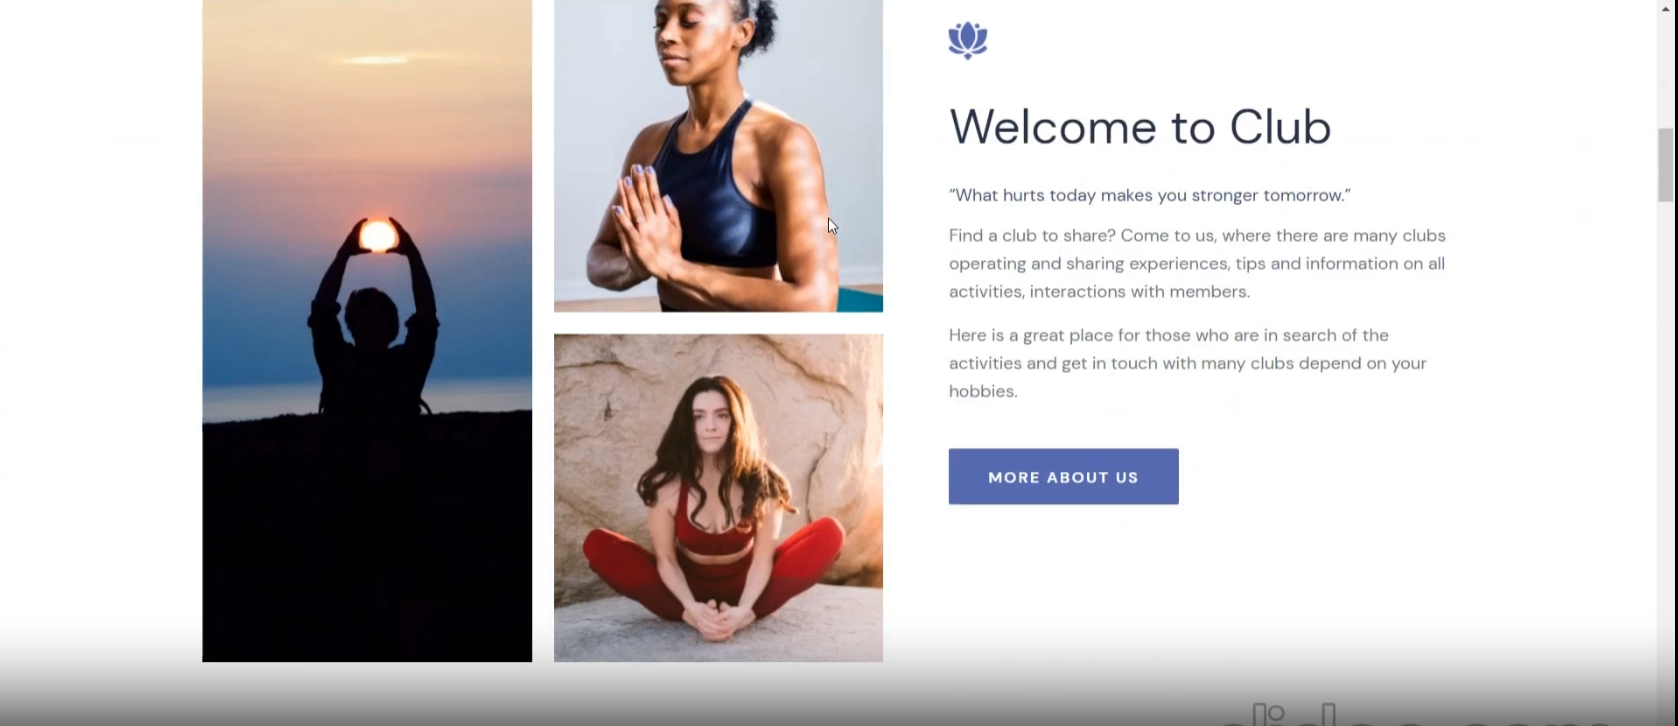 Welcome to Club
“What hurts today makes you stronger tomorrow.”
Find a club to share? Come to us, where there are many clubs
operating and sharing experiences, tips and information on all
activities, interactions with members.
Here is a great place for those who are in search of the
activities and get in touch with many clubs depend on your
hobbies.
MORE ABOUT US